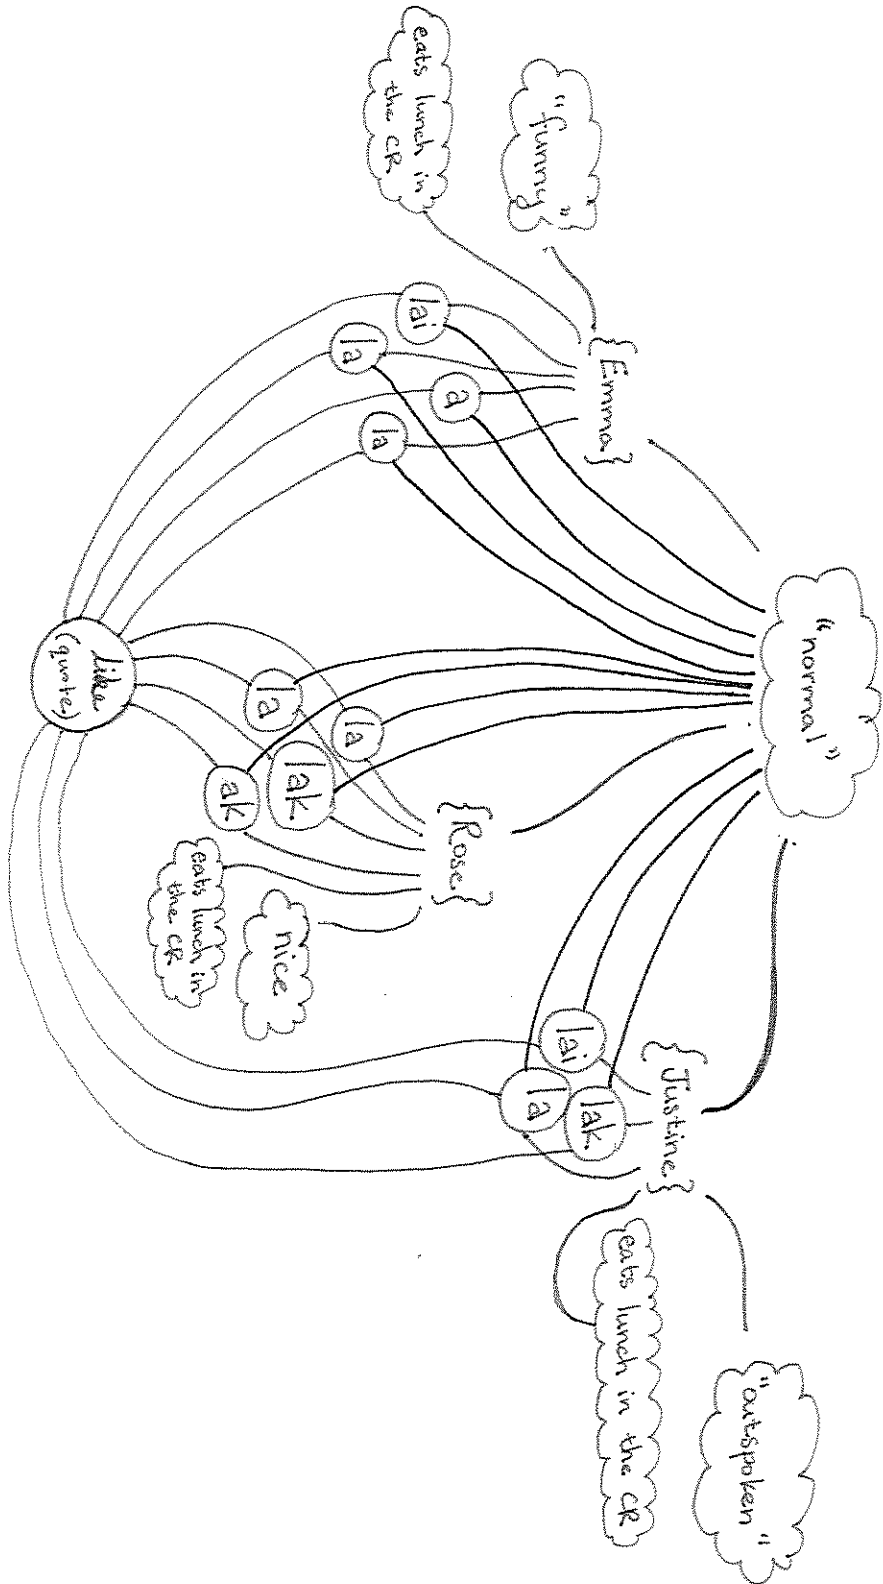 "normal"
"funny"
eats lunch in
the CR
{Emma}
lai
la
a
la
{Rose}
la
la
lak
ak
nice
eats lunch in
the CR
{Justine}
lai
la
lak
"outspoken"
eats lunch in the CR
like
(quote)